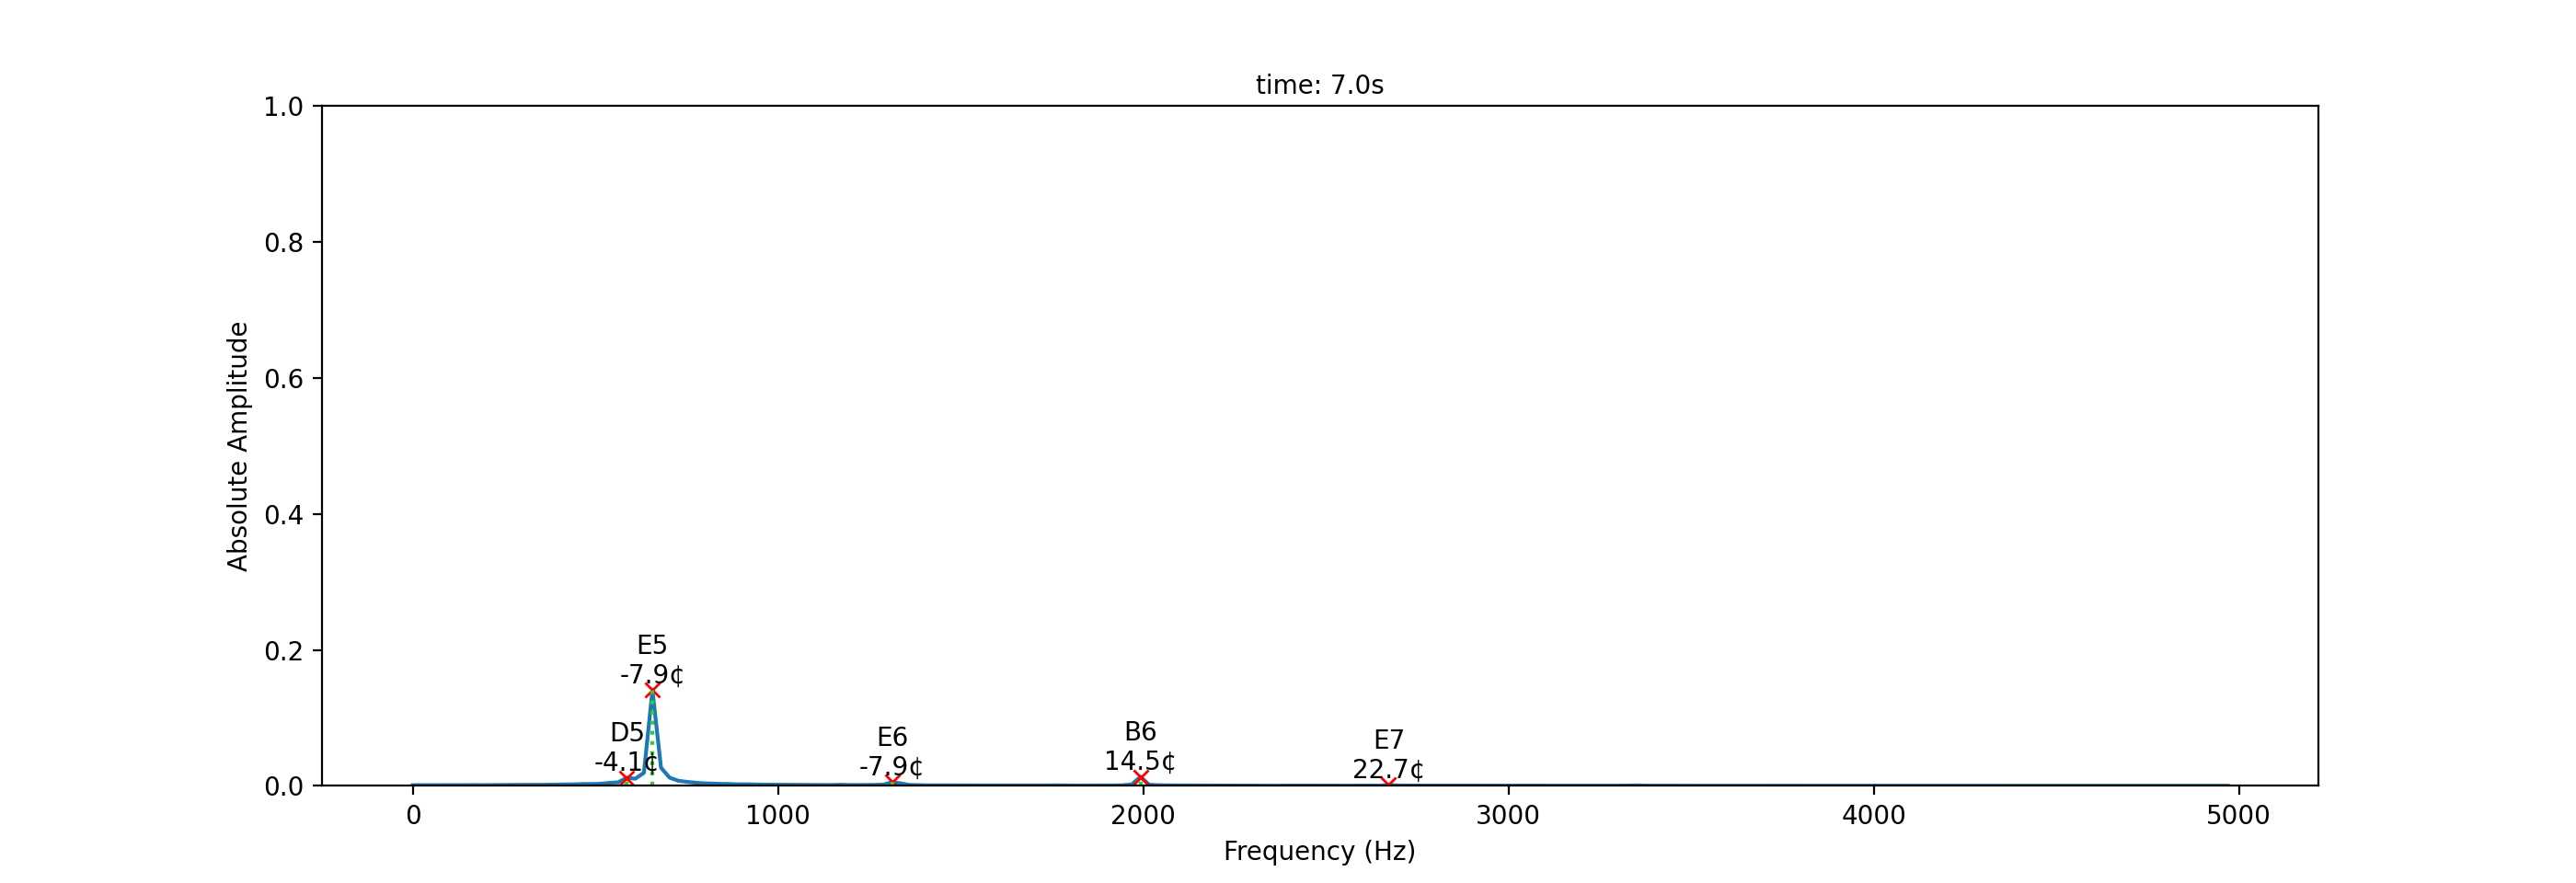 time: 7.0s
1.0
0.8
0.6
0.4
0.2
0.0
Absolute Amplitude
E5
-7.9¢
D5
-4.1¢
E6
-7.9¢
B6
14.5¢
E7
22.7¢
0 1000 2000 3000 4000 5000
Frequency (Hz)